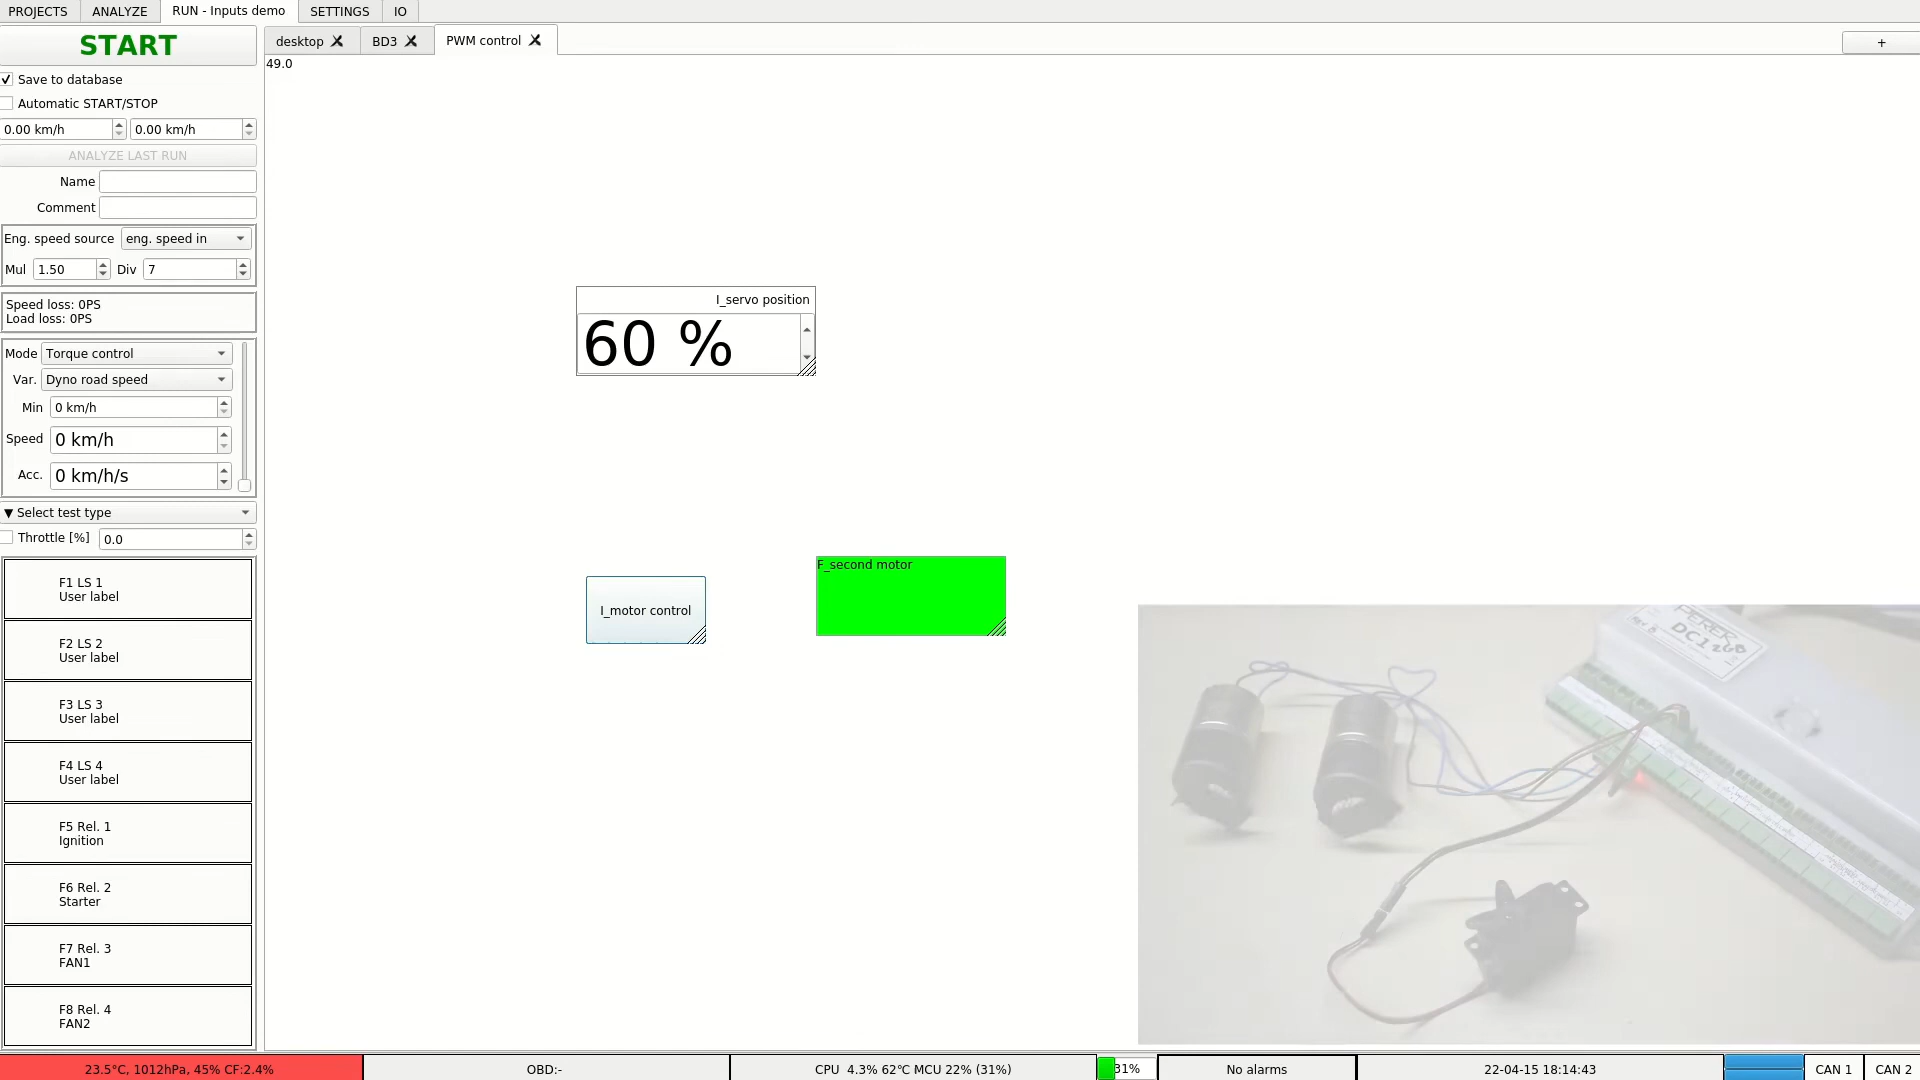 PROJECTS ANALYZE RUN - Inputs demo SETTINGS IO
START
desktop BD3 PWM control +
49.0
Save to database
Automatic START/STOP
0.00 km/h 0.00 km/h
ANALYZE LAST RUN
Name
Comment
Eng. speed source eng. speed in
Mul 1.50 Div 7
Speed loss: 0PS
Load loss: 0PS
Mode Torque control
Var. Dyno road speed
Min 0 km/h
Speed 0 km/h
Acc. 0 km/h/s
▼ Select test type
Throttle [%] 0.0
F1 LS 1
User label
F2 LS 2
User label
F3 LS 3
User label
F4 LS 4
User label
F5 Rel. 1
Ignition
F6 Rel. 2
Starter
F7 Rel. 3
FAN1
F8 Rel. 4
FAN2
I_servo position
60 %
I_motor control
F_second motor
PEREK
DC1
23.5°C, 1012hPa, 45% CF:2.4% OBD:- CPU 4.3% 62°C MCU 22% (31%) 31% No alarms 22-04-15 18:14:43 CAN 1 CAN 2